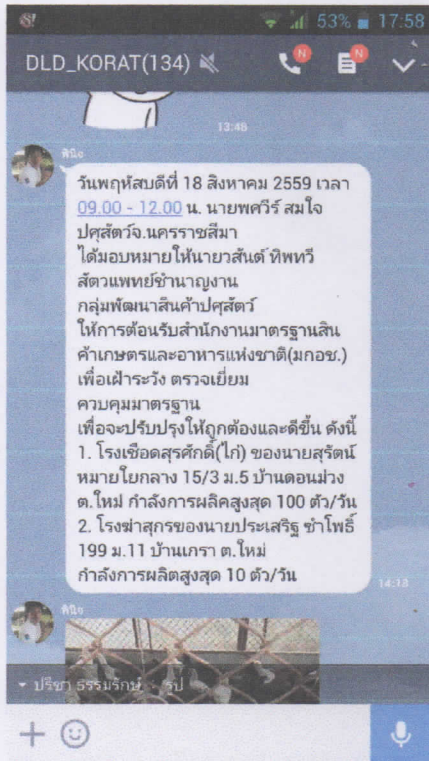 53% 17:58
DLD_KORAT(134)
N N
13:46
พินิจ
วันพฤหัสบดีที่ 18 สิงหาคม 2559 เวลา
09.00 - 12.00 น. นายพศวีร์ สมใจ
ปศุสัตว์จ.นครราชสีมา
ได้มอบหมายให้นายวสันต์ ทิพทวี
สัตวแพทย์ชำนาญงาน
กลุ่มพัฒนาสินค้าปศุสัตว์
ให้การต้อนรับสำนักงานมาตรฐานสิน
ค้าเกษตรและอาหารแห่งชาติ(มกอช.)
เพื่อเฝ้าระวัง ตรวจเยี่ยม
ควบคุมมาตรฐาน
เพื่อจะปรับปรุงให้ถูกต้องและดีขึ้น ดังนี้
1. โรงเชือดสุรศักดิ์(ไก่) ของนายสุรัตน์
หมายใยกลาง 15/3 ม.5 บ้านดอนม่วง
ต.ใหม่ กำลังการผลิตสูงสุด 100 ตัว/วัน
2. โรงฆ่าสุกรของนายประเสริฐ ชำโพธิ์
199 ม.11 บ้านเกรา ต.ใหม่
กำลังการผลิตสูงสุด 10 ตัว/วัน
14:13
พินิจ
ปรีชา ธรรมรักษ์ - รูป